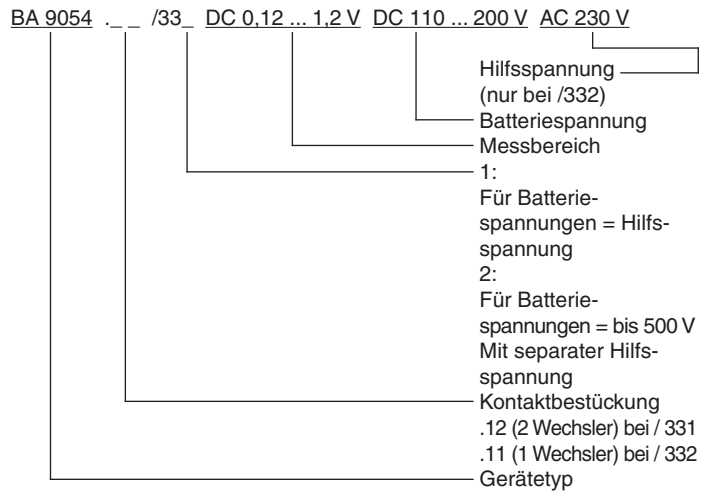 BA 9054 ._ _ /33_ DC 0,12 ... 1,2 V DC 110 ... 200 V AC 230 V
Hilfsspannung
(nur bei /332)
Batteriespannung
Messbereich
1:
Für Batterie-
spannungen = Hilfs-
spannung
2:
Für Batterie-
spannungen = bis 500 V
Mit separater Hilfs-
spannung
Kontaktbestückung
.12 (2 Wechsler) bei / 331
.11 (1 Wechsler) bei / 332
Gerätetyp